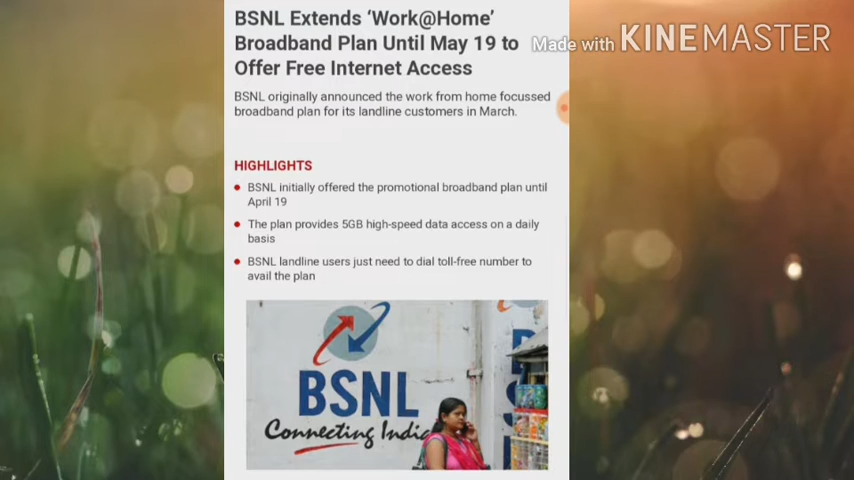 BSNL Extends ‘Work@Home’
Broadband Plan Until May 19 to
Offer Free Internet Access
Made with KINEMASTER
BSNL originally announced the work from home focussed
broadband plan for its landline customers in March.
HIGHLIGHTS
BSNL initially offered the promotional broadband plan until
April 19
The plan provides 5GB high-speed data access on a daily
basis
BSNL landline users just need to dial toll-free number to
avail the plan
BSNL
Connecting India